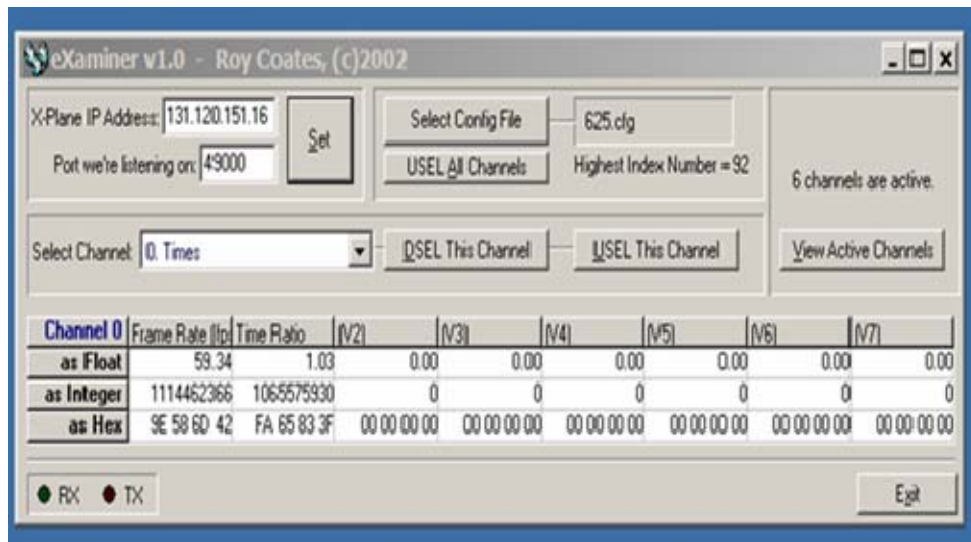 eXaminer v1.0 - Roy Coates, (c)2002
X-Plane IP Address: 131.120.151.16
Set
Port we're listening on: 49000
Select Config File
625.cfg
USEL All Channels
Highest Index Number = 92
6 channels are active.
Select Channel: 0. Times
DSEL This Channel
USEL This Channel
View Active Channels
Channel 0 Frame Rate (fp Time Ratio (V2) (V3) (V4) (V5) (V6) (V7)
as Float 59.34 1.03 0.00 0.00 0.00 0.00 0.00 0.00
as Integer 1114462366 1065575930 0 0 0 0 0 0
as Hex 9E 58 6D 42 FA 65 83 3F 00 00 00 00 00 00 00 00 00 00 00 00 00 00 00 00 00 00 00 00 00 00 00 00
RX TX
Exit